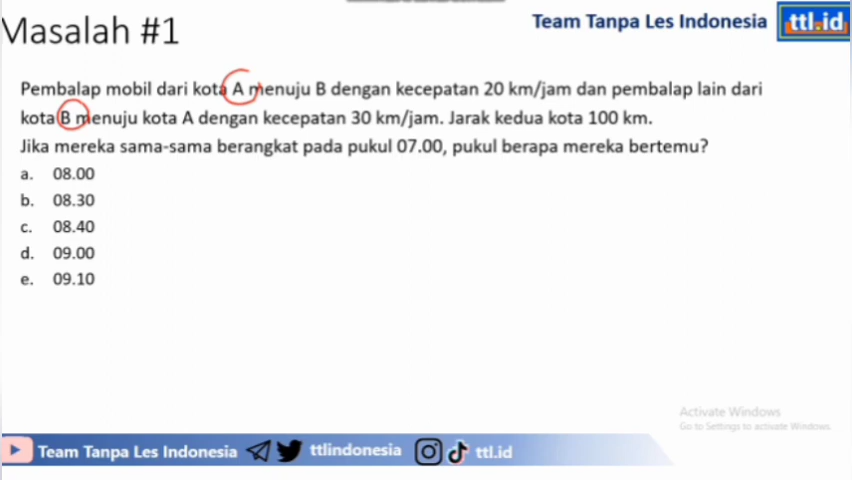 Masalah #1
Team Tanpa Les Indonesia
ttl.id
Pembalap mobil dari kota A menuju B dengan kecepatan 20 km/jam dan pembalap lain dari
kota B menuju kota A dengan kecepatan 30 km/jam. Jarak kedua kota 100 km.
Jika mereka sama-sama berangkat pada pukul 07.00, pukul berapa mereka bertemu?
a. 08.00
b. 08.30
c. 08.40
d. 09.00
e. 09.10
Activate Windows
Go to Settings to activate Windows.
Team Tanpa Les Indonesia ttlindonesia ttl.id